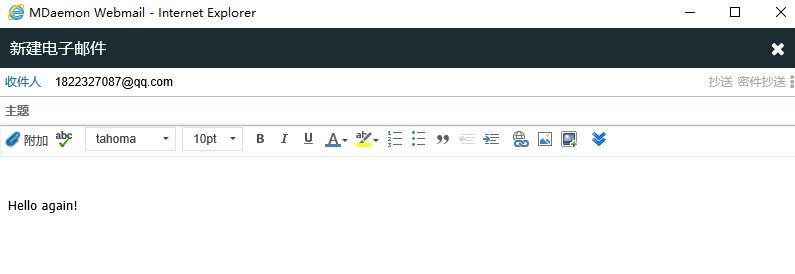 MDaemon Webmail - Internet Explorer
新建电子邮件
收件人 1822327087@qq.com 抄送 密件抄送
主题
附加 abc tahoma 10pt B I U A ab
Hello again!